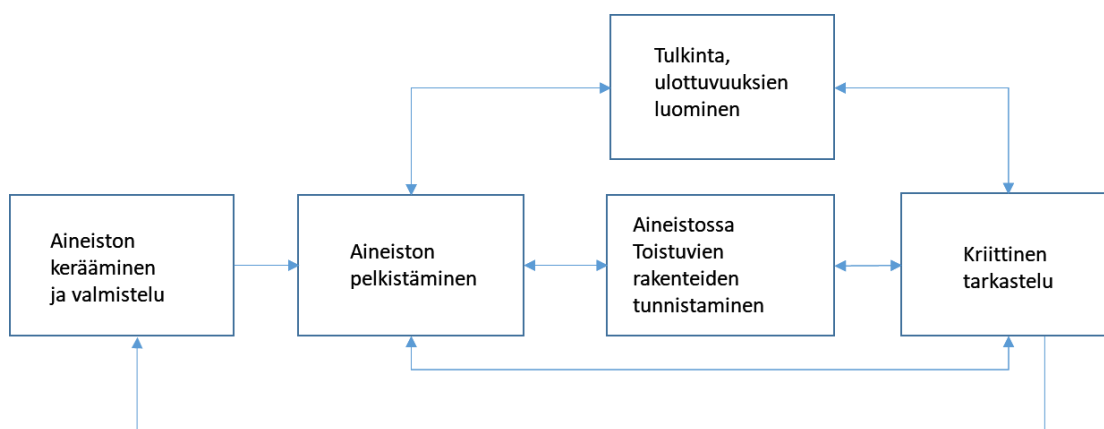 Tulkinta,
ulottuvuuksien
luominen
Aineiston
kerääminen
ja valmistelu
Aineiston
pelkistäminen
Aineistossa
Toistuvien
rakenteiden
tunnistaminen
Kriittinen
tarkastelu